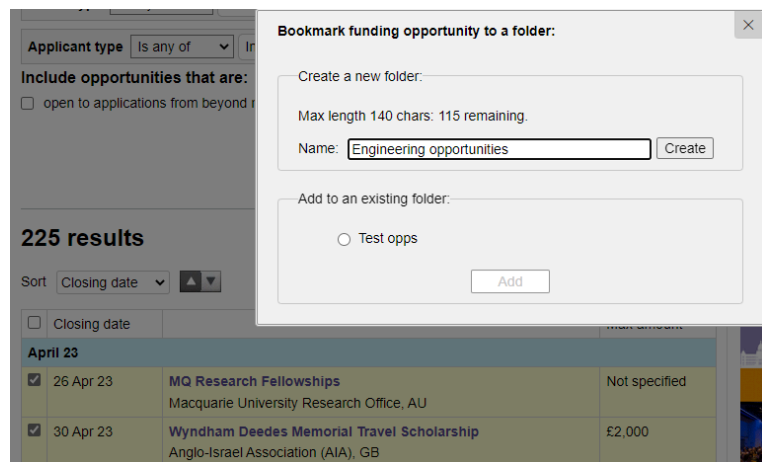 Bookmark funding opportunity to a folder:
Applicant type Is any of
Include opportunities that are:
open to applications from beyond
Create a new folder:
Max length 140 chars: 115 remaining.
Name: Engineering opportunities Create
Add to an existing folder:
Test opps
Add
225 results
Sort Closing date
Closing date
April 23
26 Apr 23 MQ Research Fellowships Not specified
Macquarie University Research Office, AU
30 Apr 23 Wyndham Deedes Memorial Travel Scholarship £2,000
Anglo-Israel Association (AIA), GB